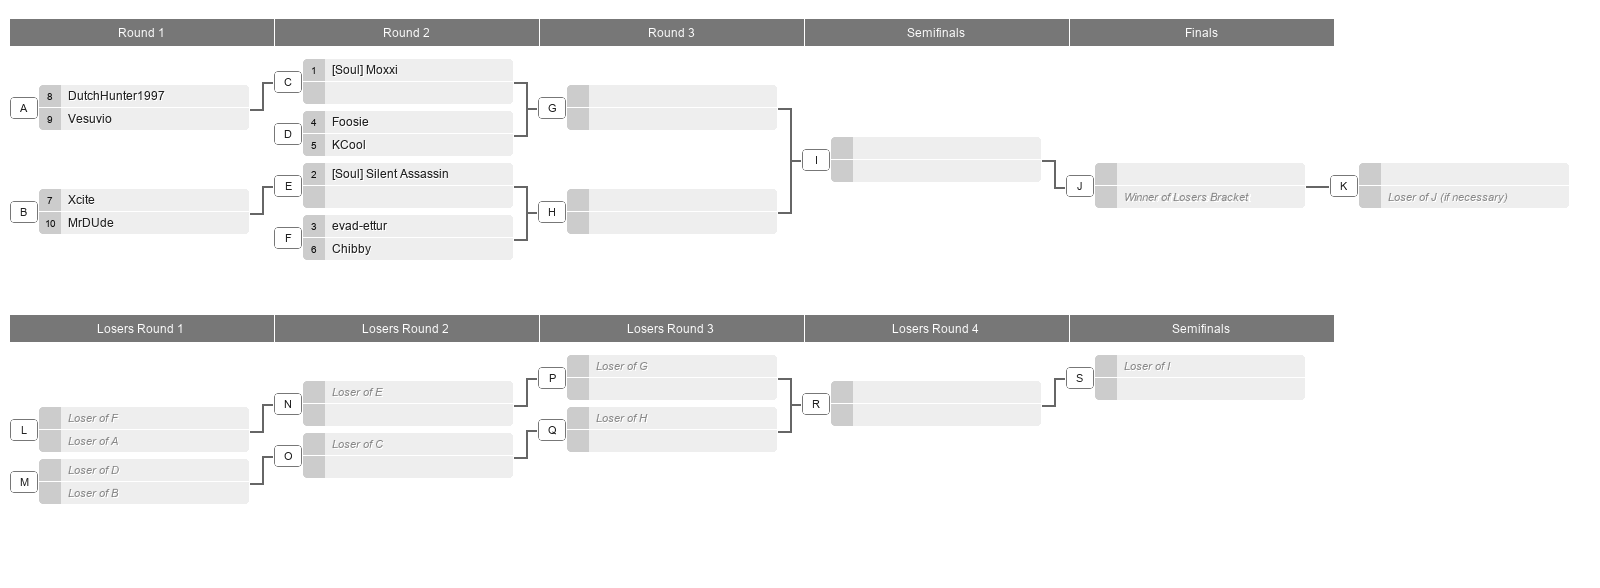 Round 1 Round 2 Round 3 Semifinals Finals
A
8 DutchHunter1997
9 Vesuvio
B
7 Xcite
10 MrDUde
C
1 [Soul] Moxxi
D
4 Foosie
5 KCool
E
2 [Soul] Silent Assassin
F
3 evad-ettur
6 Chibby
G
H
I
J
Winner of Losers Bracket
K
Loser of J (if necessary)
Losers Round 1 Losers Round 2 Losers Round 3 Losers Round 4 Semifinals
L
Loser of F
Loser of A
M
Loser of D
Loser of B
N
Loser of E
O
Loser of C
P
Loser of G
Q
Loser of H
R
S
Loser of I